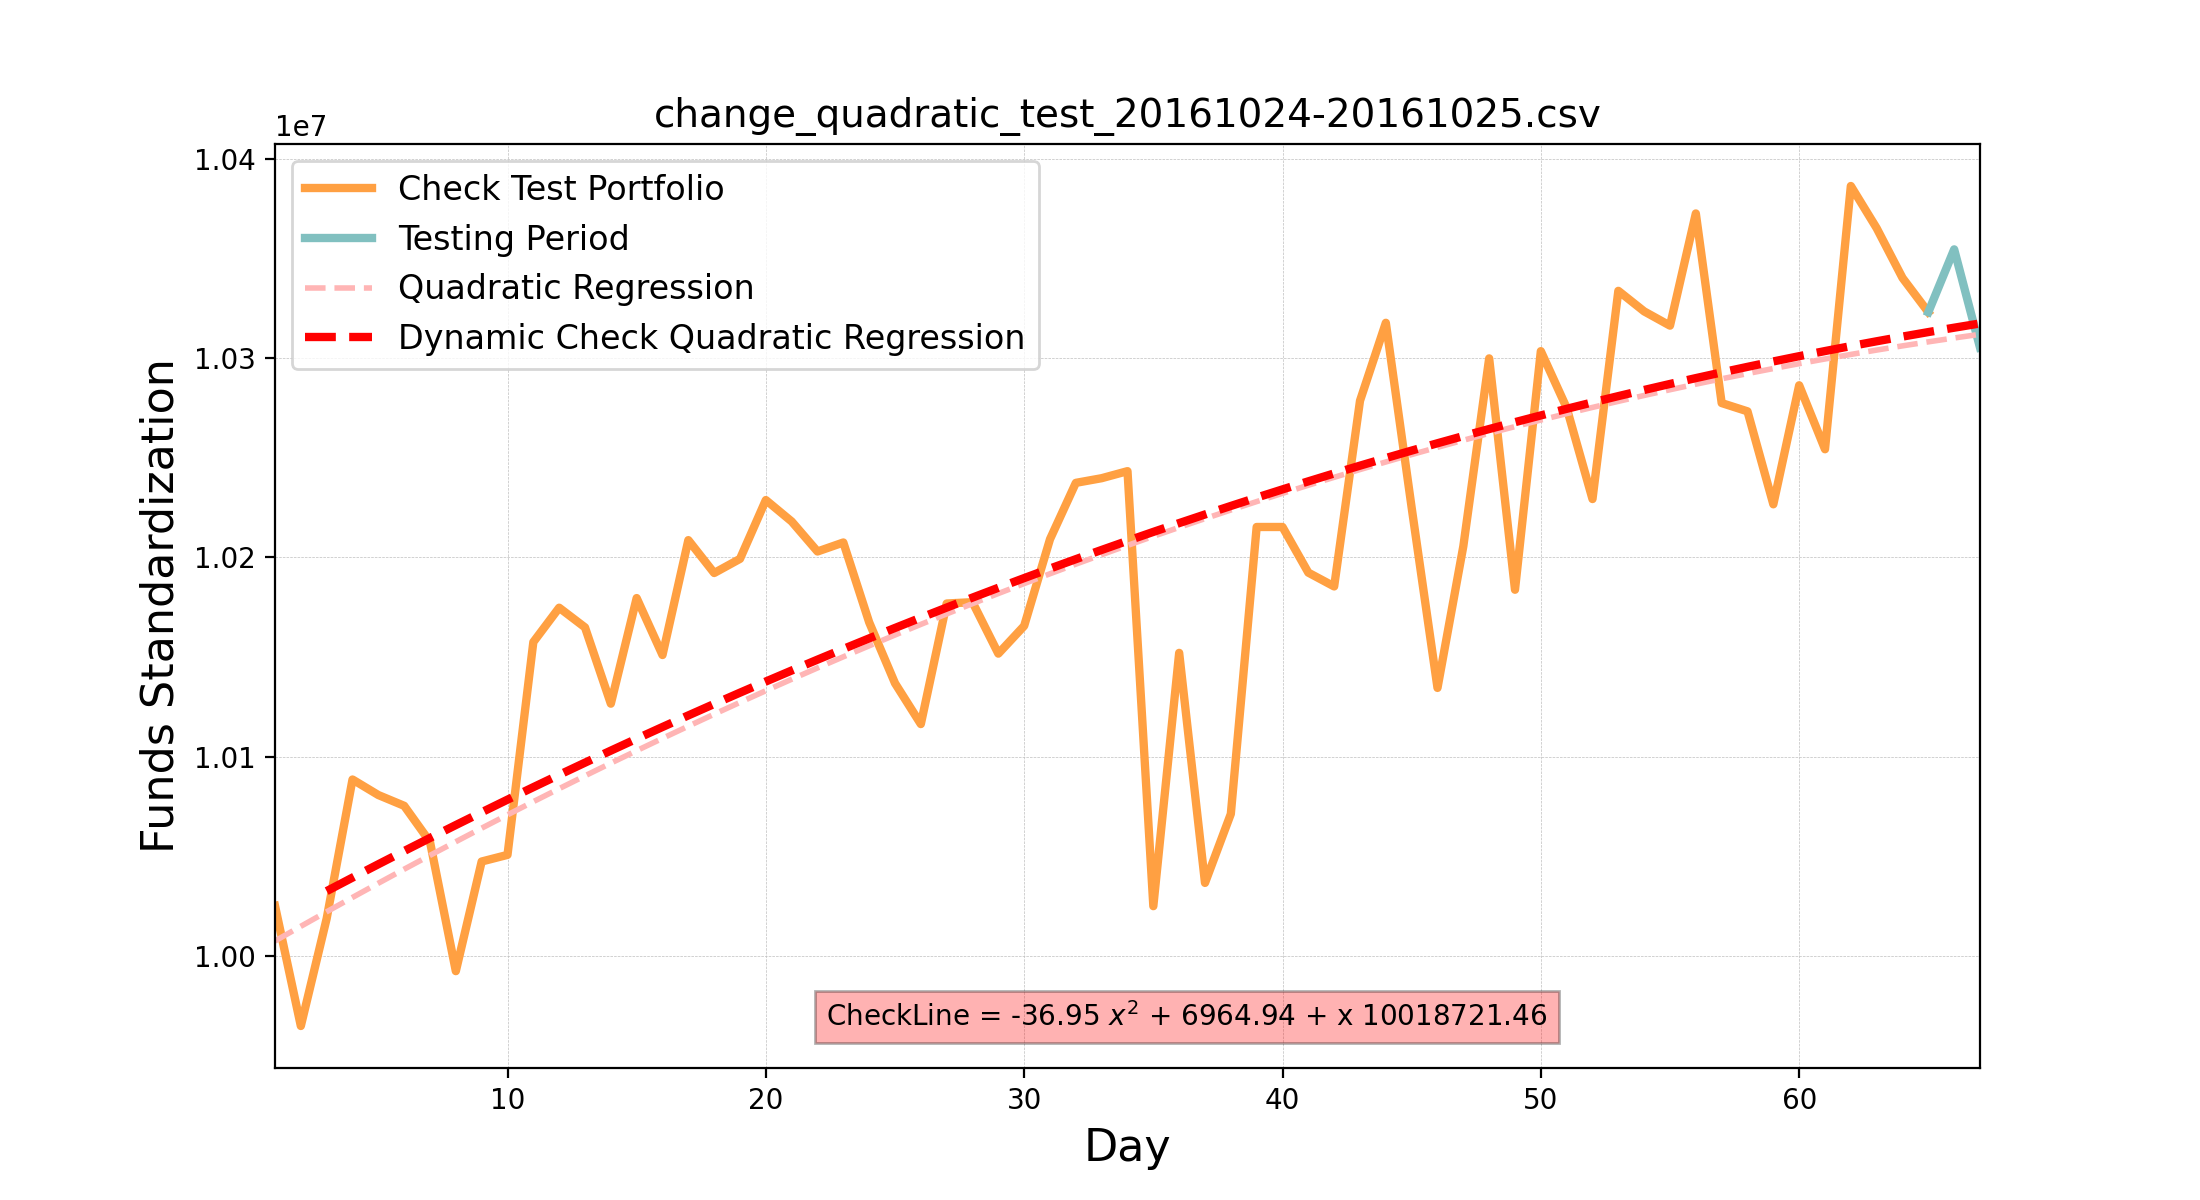 change_quadratic_test_20161024-20161025.csv
1e7
1.04
1.03
1.02
1.01
1.00
Funds Standardization
Check Test Portfolio
Testing Period
Quadratic Regression
Dynamic Check Quadratic Regression
CheckLine = -36.95 x² + 6964.94 + x 10018721.46
10 20 30 40 50 60
Day